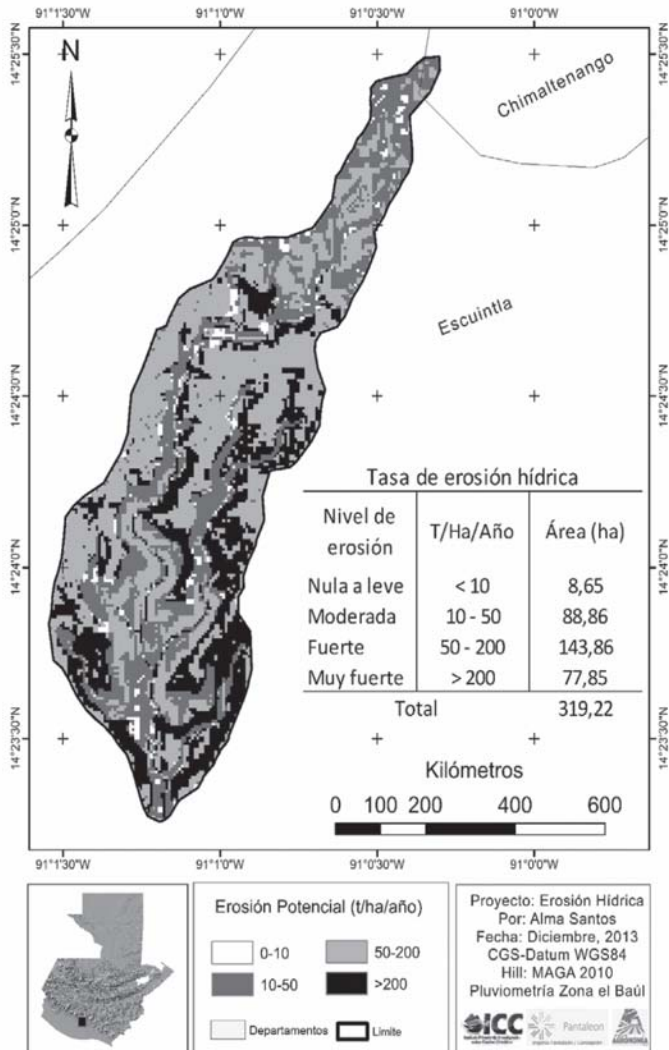 91°1'30"W 91°1'0"W 91°0'30"W 91°0'0"W
14°25'30"N 14°25'30"N
N
Chimaltenango
14°25'0"N 14°25'0"N
Escuintla
14°24'30"N 14°24'30"N
Tasa de erosión hídrica
Nivel de erosión T/Ha/Año Área (ha)
Nula a leve < 10 8,65
Moderada 10 - 50 88,86
Fuerte 50 - 200 143,86
Muy fuerte > 200 77,85
Total 319,22
14°24'0"N 14°24'0"N
14°23'30"N 14°23'30"N
Kilómetros
0 100 200 400 600
91°1'30"W 91°1'0"W 91°0'30"W 91°0'0"W
Erosión Potencial (t/ha/año)
0-10 50-200
10-50 >200
Departamentos Limite
Proyecto: Erosión Hídrica
Por: Alma Santos
Fecha: Diciembre, 2013
CGS-Datum WGS84
Hill: MAGA 2010
Pluviometría Zona el Baúl
ICC Pantaleon AGRONOMIA